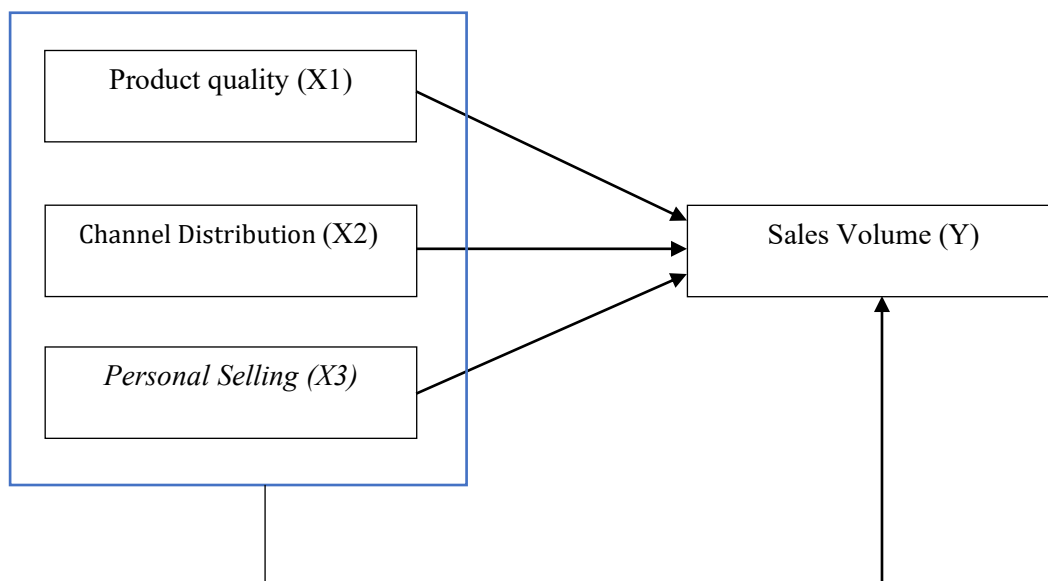 Product quality (X1)
Channel Distribution (X2)
Sales Volume (Y)
Personal Selling (X3)